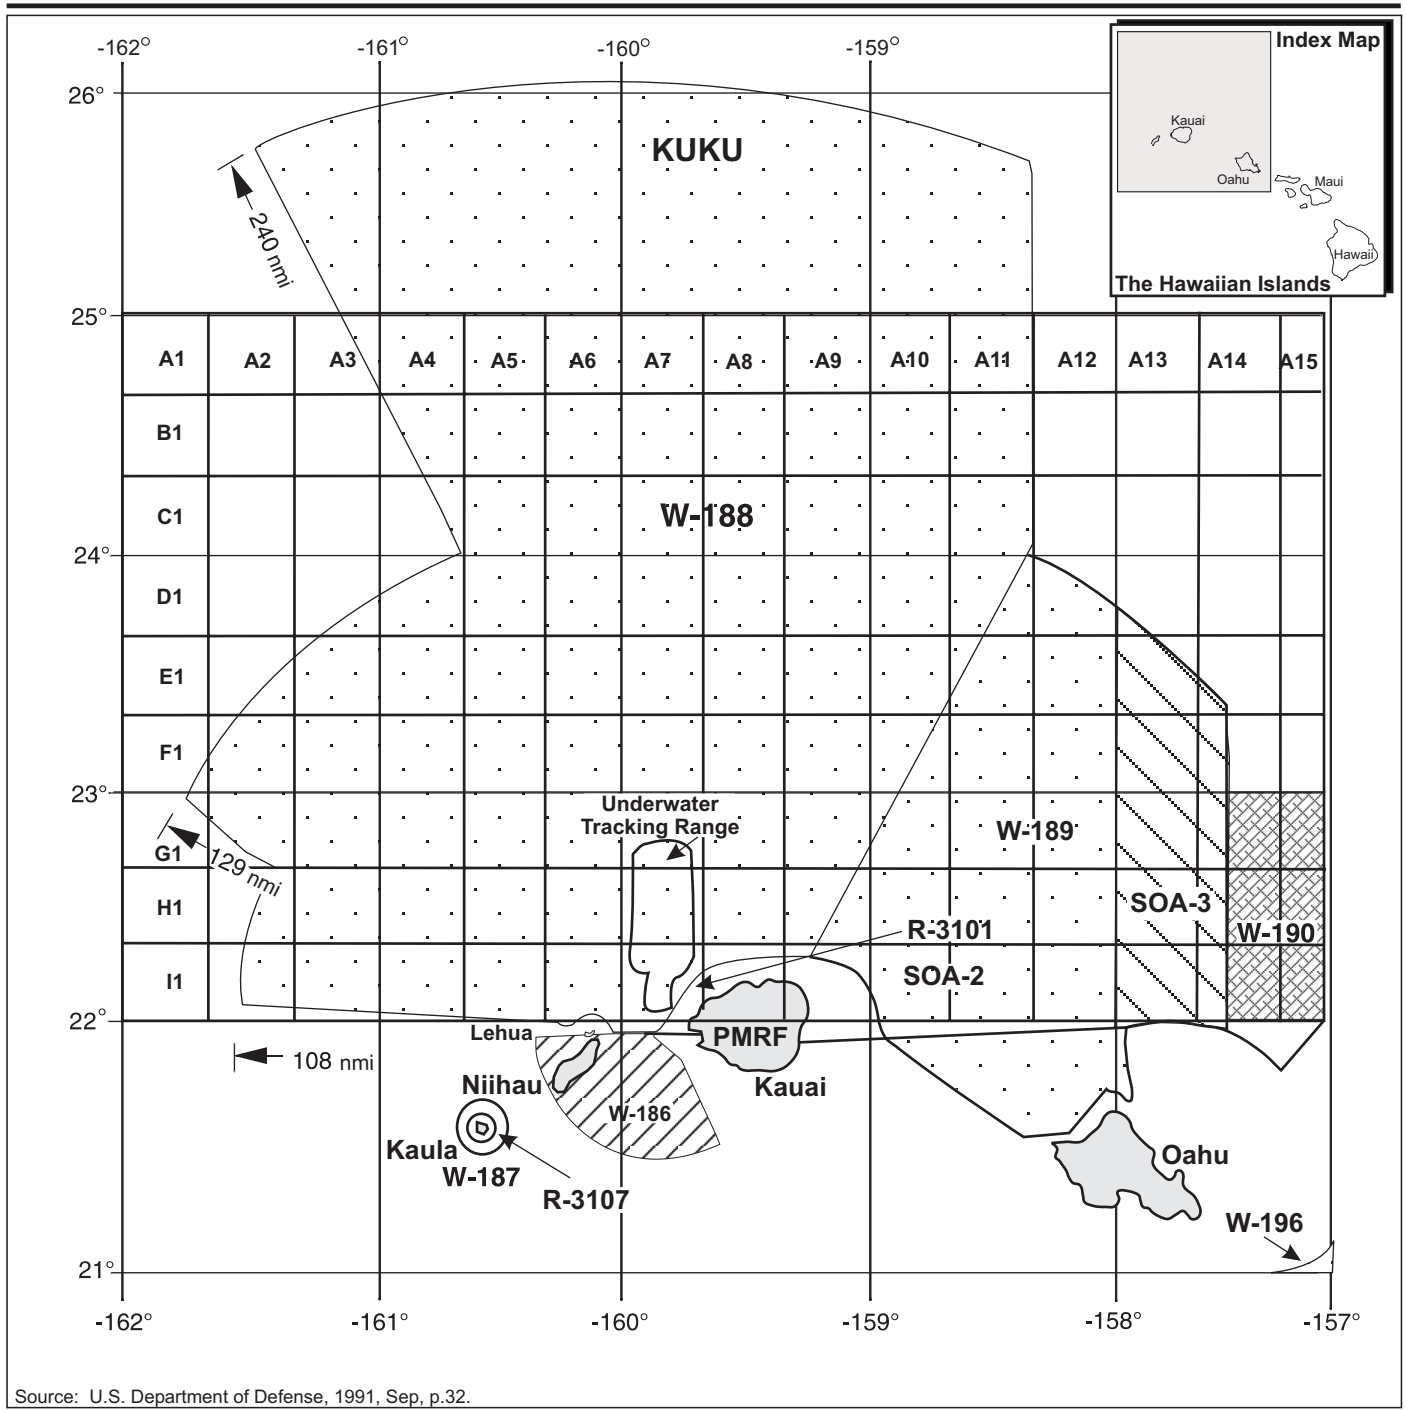 -162° -161° -160° -159°
Index Map
Kauai
Oahu
Maui
Hawaii
The Hawaiian Islands
26°
KUKU
240 nmi
25°
A1 A2 A3 A4 A5 A6 A7 A8 A9 A10 A11 A12 A13 A14 A15
B1
C1
W-188
24°
D1
E1
F1
23°
Underwater
Tracking Range
W-189
G1
129 nmi
H1
SOA-3
R-3101
W-190
I1
SOA-2
22°
Lehua
PMRF
108 nmi
Niihau
Kauai
W-186
Kaula
W-187
Oahu
R-3107
W-196
21°
-162° -161° -160° -159° -158° -157°
Source: U.S. Department of Defense, 1991, Sep, p.32.